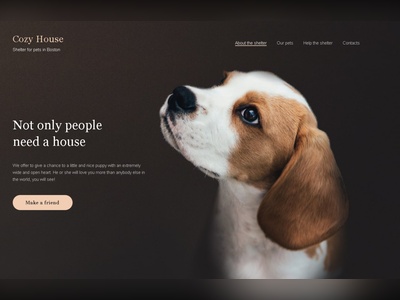 Cozy House
Shelter for pets in Boston
About the shelter
Our pets
Help the shelter
Contacts
Not only people
need a house
We offer to give a chance to a little and nice puppy with an extremely
wide and open heart. He or she will love you more than anybody else in
the world, you will see!
Make a friend